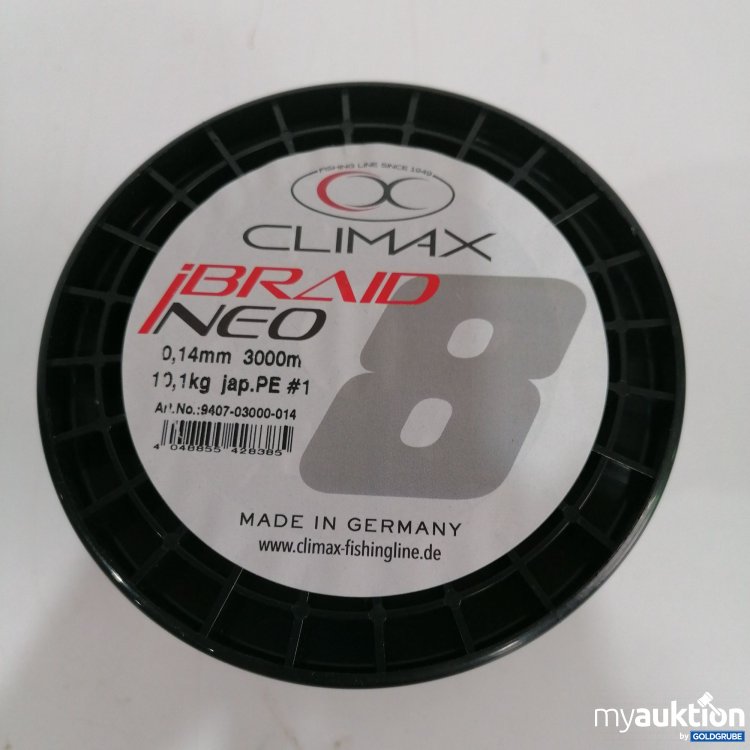 FISHING LINE SINCE 1949
CLIMAX
iBRAID
NEO
8
0,14mm 3000m
10,1kg jap.PE #1
Art.No.:9407-03000-014
4 048855 428385
MADE IN GERMANY
www.climax-fishingline.de
myauktion
by GOLDGRUBE